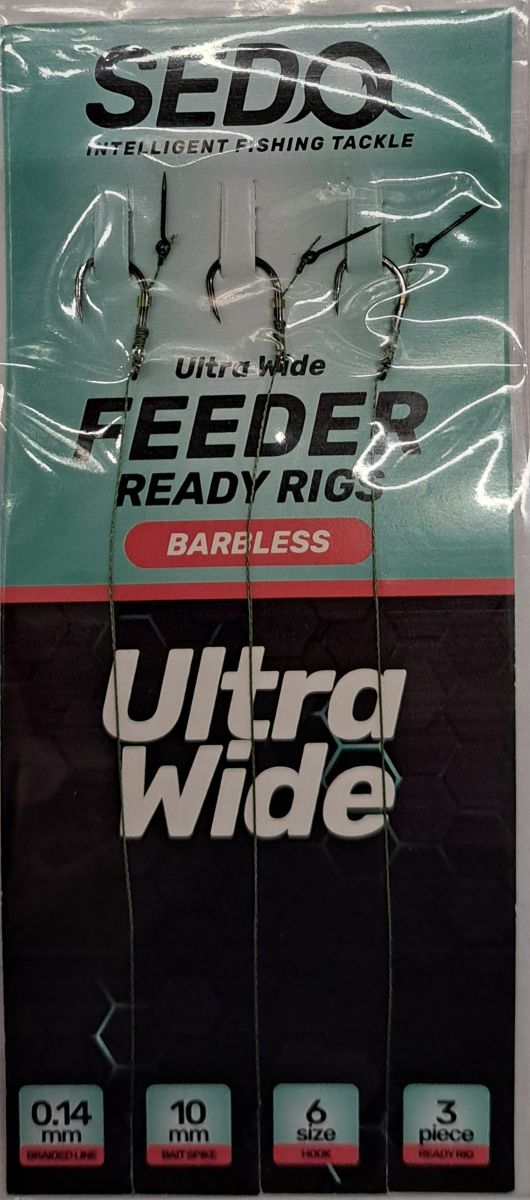 SEDO
INTELLIGENT FISHING TACKLE
Ultra Wide
FEEDER
READY RIGS
BARBLESS
Ultra
Wide
0.14
mm
BRAIDED LINE
10
mm
BAIT SPIKE
6
size
HOOK
3
piece
READY RIG